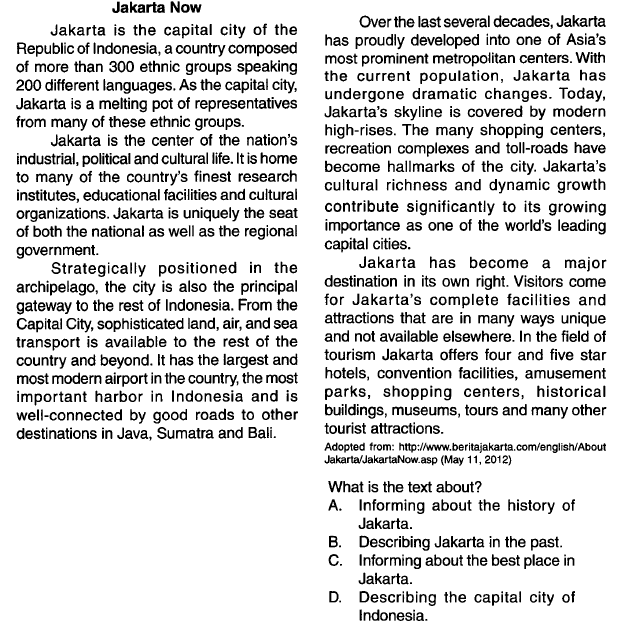 Jakarta Now
Jakarta is the capital city of the
Republic of Indonesia, a country composed
of more than 300 ethnic groups speaking
200 different languages. As the capital city,
Jakarta is a melting pot of representatives
from many of these ethnic groups.
Jakarta is the center of the nation's
industrial, political and cultural life. It is home
to many of the country's finest research
institutes, educational facilities and cultural
organizations. Jakarta is uniquely the seat
of both the national as well as the regional
government.
Strategically positioned in the
archipelago, the city is also the principal
gateway to the rest of Indonesia. From the
Capital City, sophisticated land, air, and sea
transport is available to the rest of the
country and beyond. It has the largest and
most modern airport in the country, the most
important harbor in Indonesia and is
well-connected by good roads to other
destinations in Java, Sumatra and Bali.
Over the last several decades, Jakarta
has proudly developed into one of Asia's
most prominent metropolitan centers. With
the current population, Jakarta has
undergone dramatic changes. Today,
Jakarta's skyline is covered by modern
high-rises. The many shopping centers,
recreation complexes and toll-roads have
become hallmarks of the city. Jakarta's
cultural richness and dynamic growth
contribute significantly to its growing
importance as one of the world's leading
capital cities.
Jakarta has become a major
destination in its own right. Visitors come
for Jakarta's complete facilities and
attractions that are in many ways unique
and not available elsewhere. In the field of
tourism Jakarta offers four and five star
hotels, convention facilities, amusement
parks, shopping centers, historical
buildings, museums, tours and many other
tourist attractions.
Adopted from: http://www.beritajakarta.com/english/About
Jakarta/JakartaNow.asp (May 11, 2012)
What is the text about?
A. Informing about the history of
Jakarta.
B. Describing Jakarta in the past.
C. Informing about the best place in
Jakarta.
D. Describing the capital city of
Indonesia.